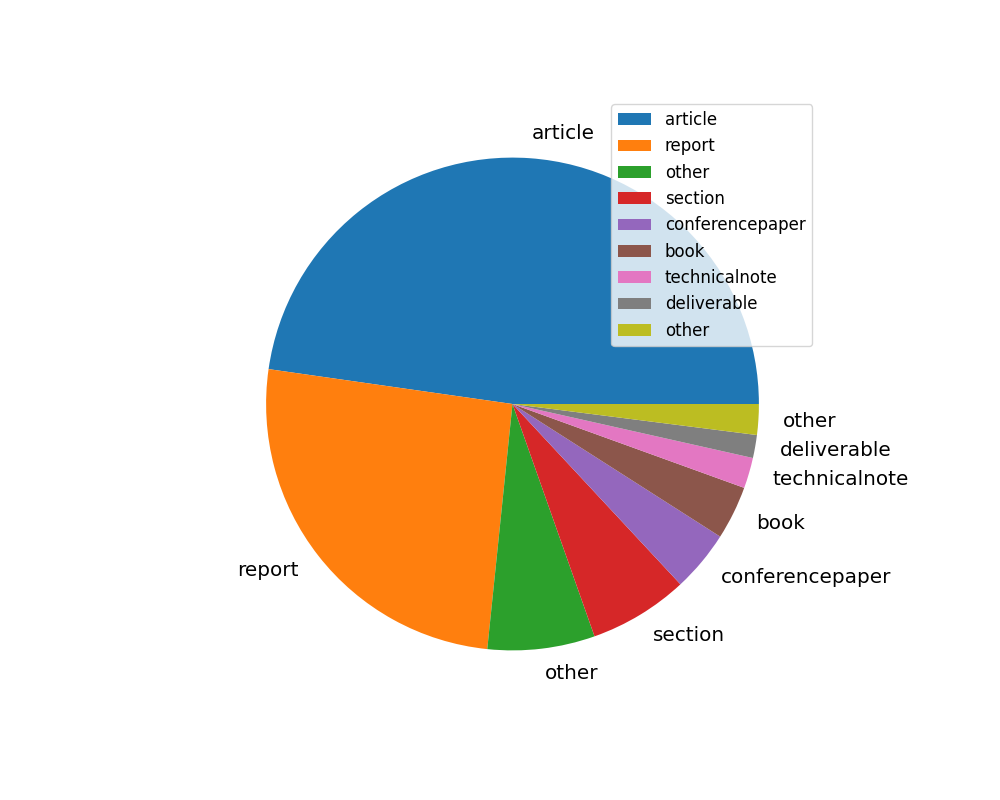 article
article
report
other
section
conferencepaper
book
technicalnote
deliverable
other
other
deliverable
technicalnote
book
conferencepaper
section
other
report